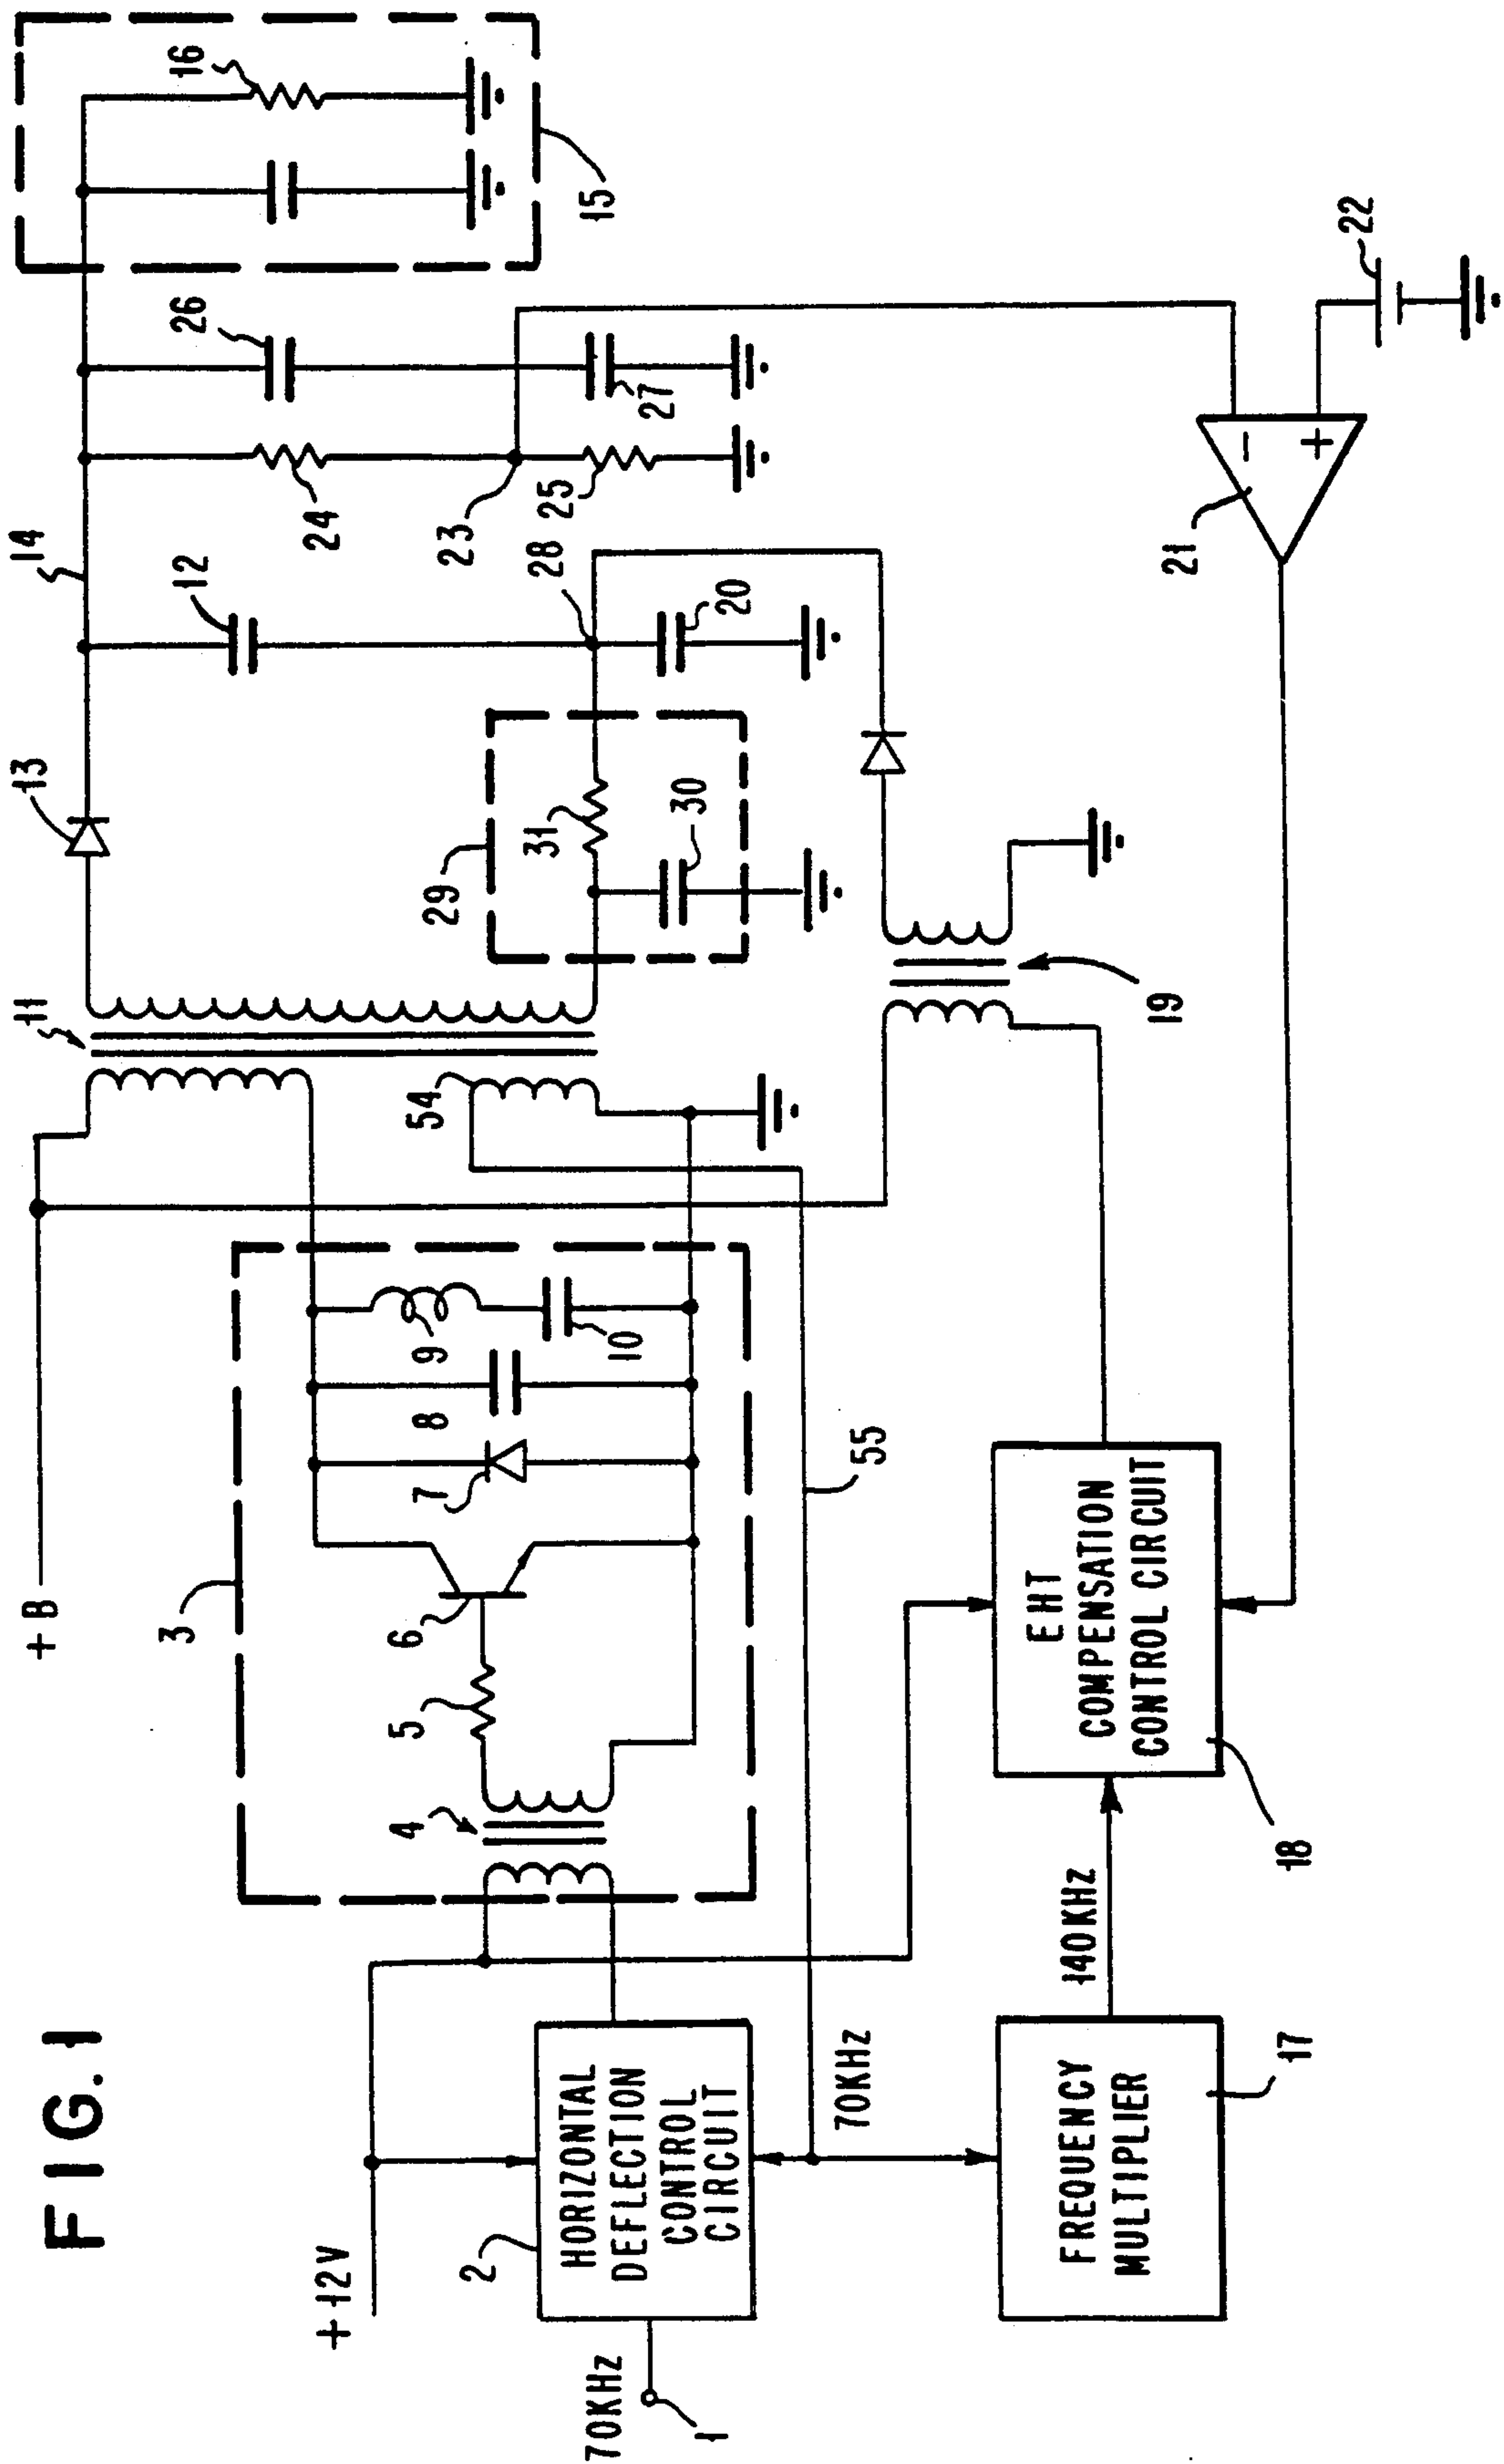 FIG.1
+12V
+B
70KHz
1
2
HORIZONTAL
DEFLECTION
CONTROL
CIRCUIT
3
4
5
6
7
8
9
10
11
54
13
14
12
29
31
30
28
20
24
23
25
26
27
16
15
55
19
70KHz
FREQUENCY
MULTIPLIER
17
140KHz
EHT
COMPENSATION
CONTROL CIRCUIT
18
21
-
+
22